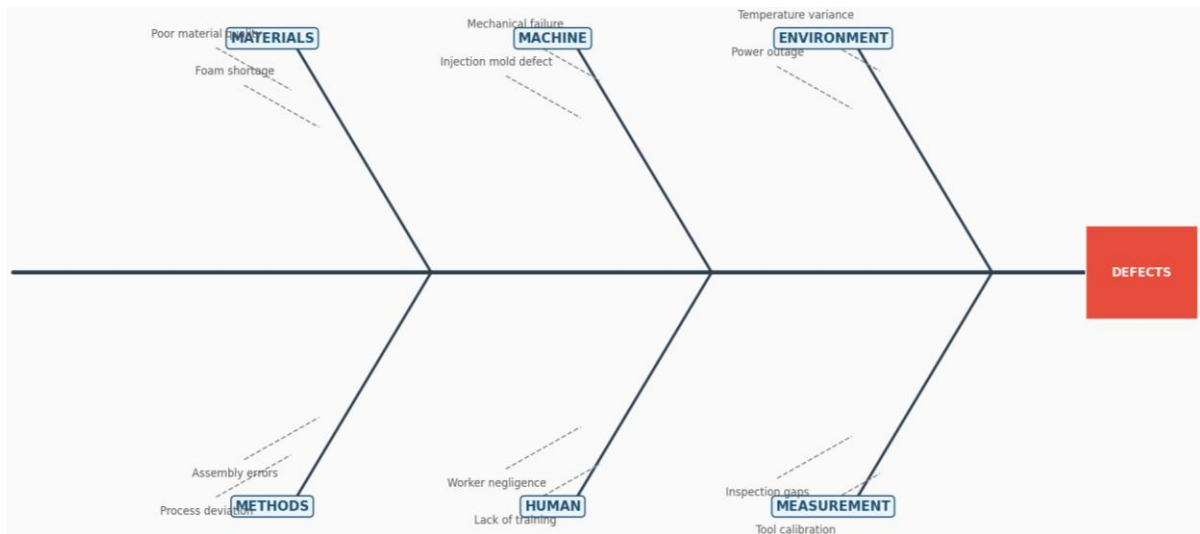 Temperature variance
Mechanical failure
Poor material quality
MATERIALS
MACHINE
ENVIRONMENT
Power outage
Injection mold defect
Foam shortage
DEFECTS
Assembly errors
Worker negligence
Inspection gaps
METHODS
HUMAN
MEASUREMENT
Process deviation
Lack of training
Tool calibration